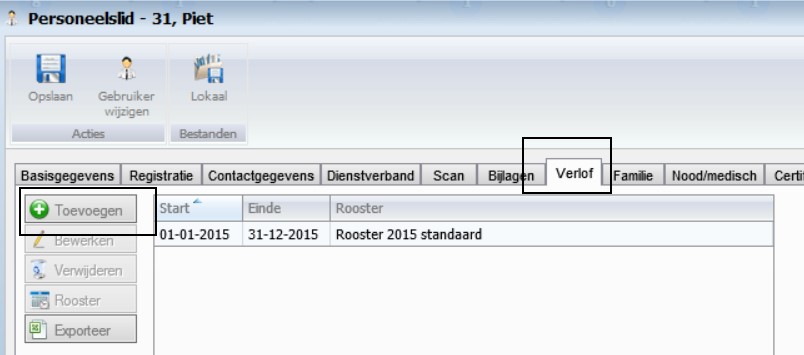 Personeelslid - 31, Piet
Opslaan Gebruiker wijzigen Lokaal
Acties Bestanden
Basisgegevens Registratie Contactgegevens Dienstverband Scan Bijlagen Verlof Familie Nood/medisch Certi
Toevoegen Start Einde Rooster
Bewerken 01-01-2015 31-12-2015 Rooster 2015 standaard
Verwijderen
Rooster
Exporteer